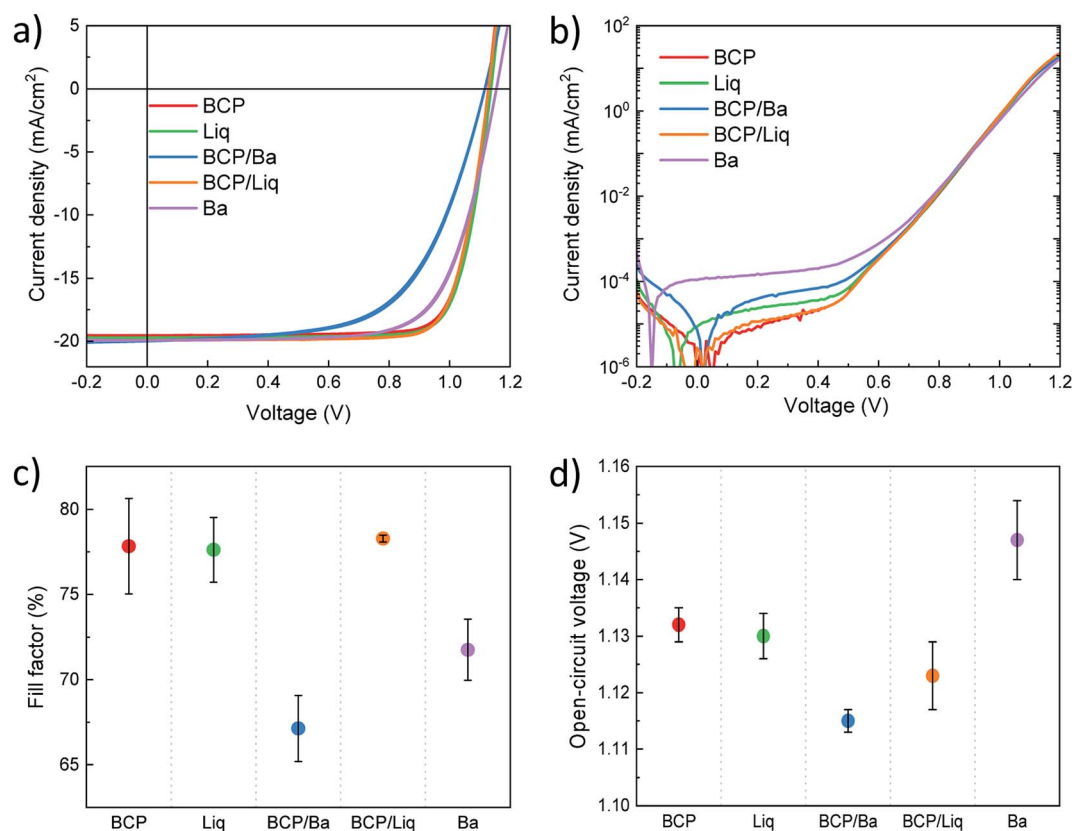 a)
Current density (mA/cm²)
5
0
-5
-10
-15
-20
BCP
Liq
BCP/Ba
BCP/Liq
Ba
-0.2 0.0 0.2 0.4 0.6 0.8 1.0 1.2
Voltage (V)
b)
Current density (mA/cm²)
10²
10⁰
10⁻²
10⁻⁴
10⁻⁶
BCP
Liq
BCP/Ba
BCP/Liq
Ba
-0.2 0.0 0.2 0.4 0.6 0.8 1.0 1.2
Voltage (V)
c)
Fill factor (%)
80
75
70
65
BCP Liq BCP/Ba BCP/Liq Ba
d)
Open-circuit voltage (V)
1.16
1.15
1.14
1.13
1.12
1.11
1.10
BCP Liq BCP/Ba BCP/Liq Ba